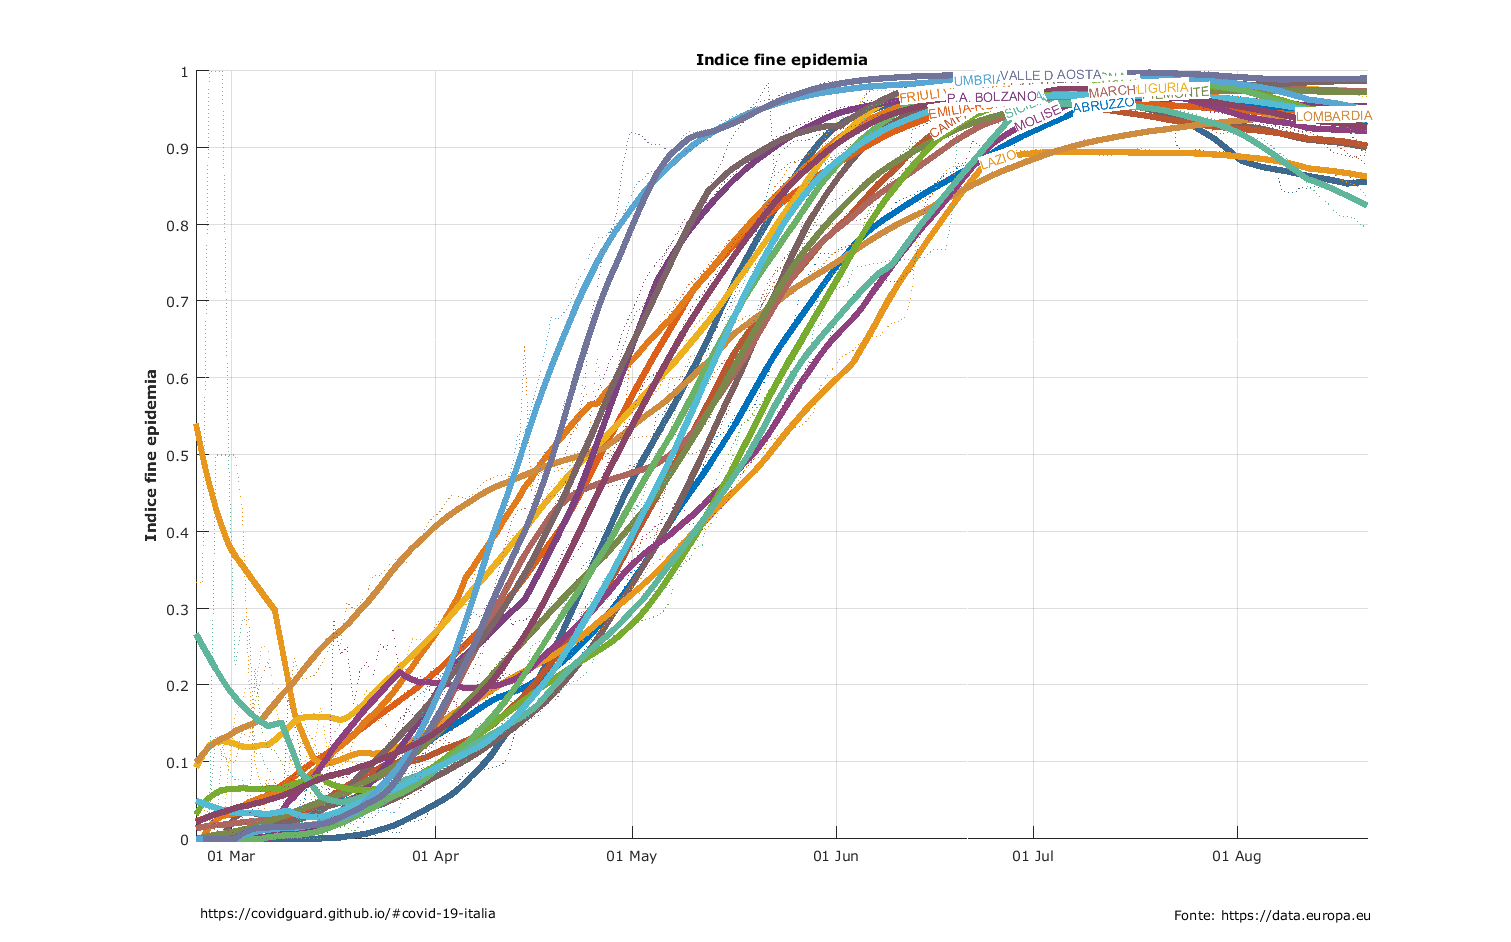 Indice fine epidemia
Indice fine epidemia
1
0.9
0.8
0.7
0.6
0.5
0.4
0.3
0.2
0.1
0
UMBRIA
VALLE D AOSTA
FRIULI
P.A. BOLZANO
MARCH
LIGURIA
ABRUZZO
MOLISE
LOMBARDIA
LAZIO
01 Mar
01 Apr
01 May
01 Jun
01 Jul
01 Aug
https://covidguard.github.io/#covid-19-italia
Fonte: https://data.europa.eu